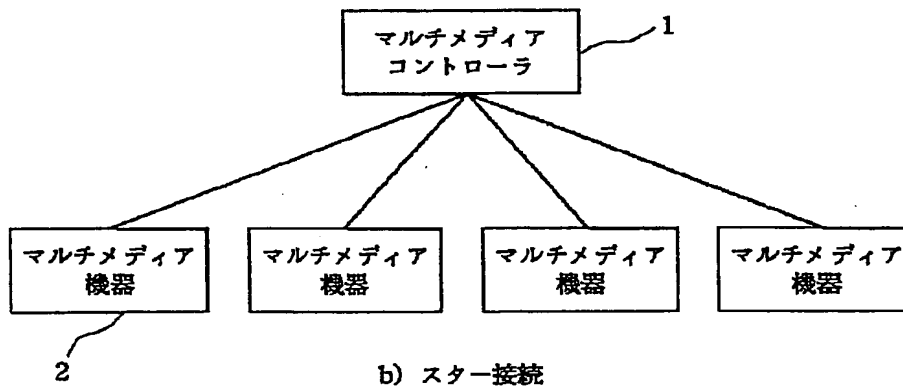 マルチメディア
コントローラ
1
マルチメディア
機器
マルチメディア
機器
マルチメディア
機器
マルチメディア
機器
2
b) スター接続